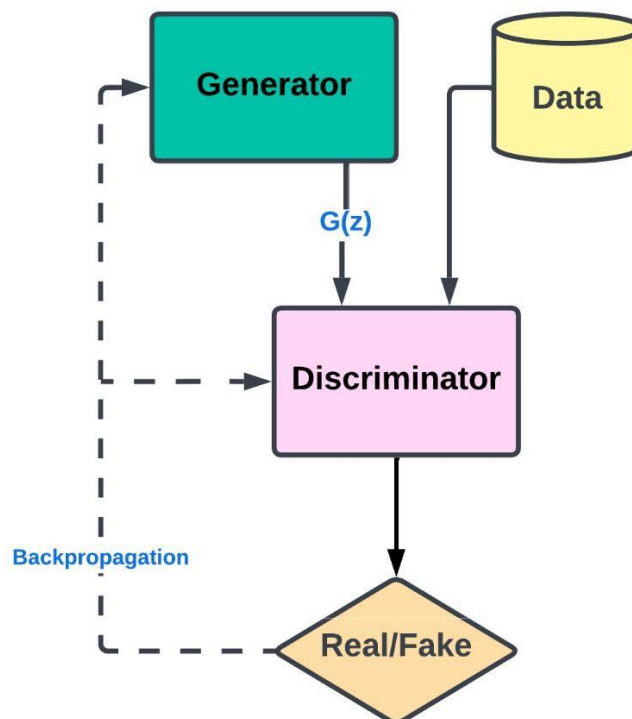 Generator
Data
G(z)
Discriminator
Backpropagation
Real/Fake